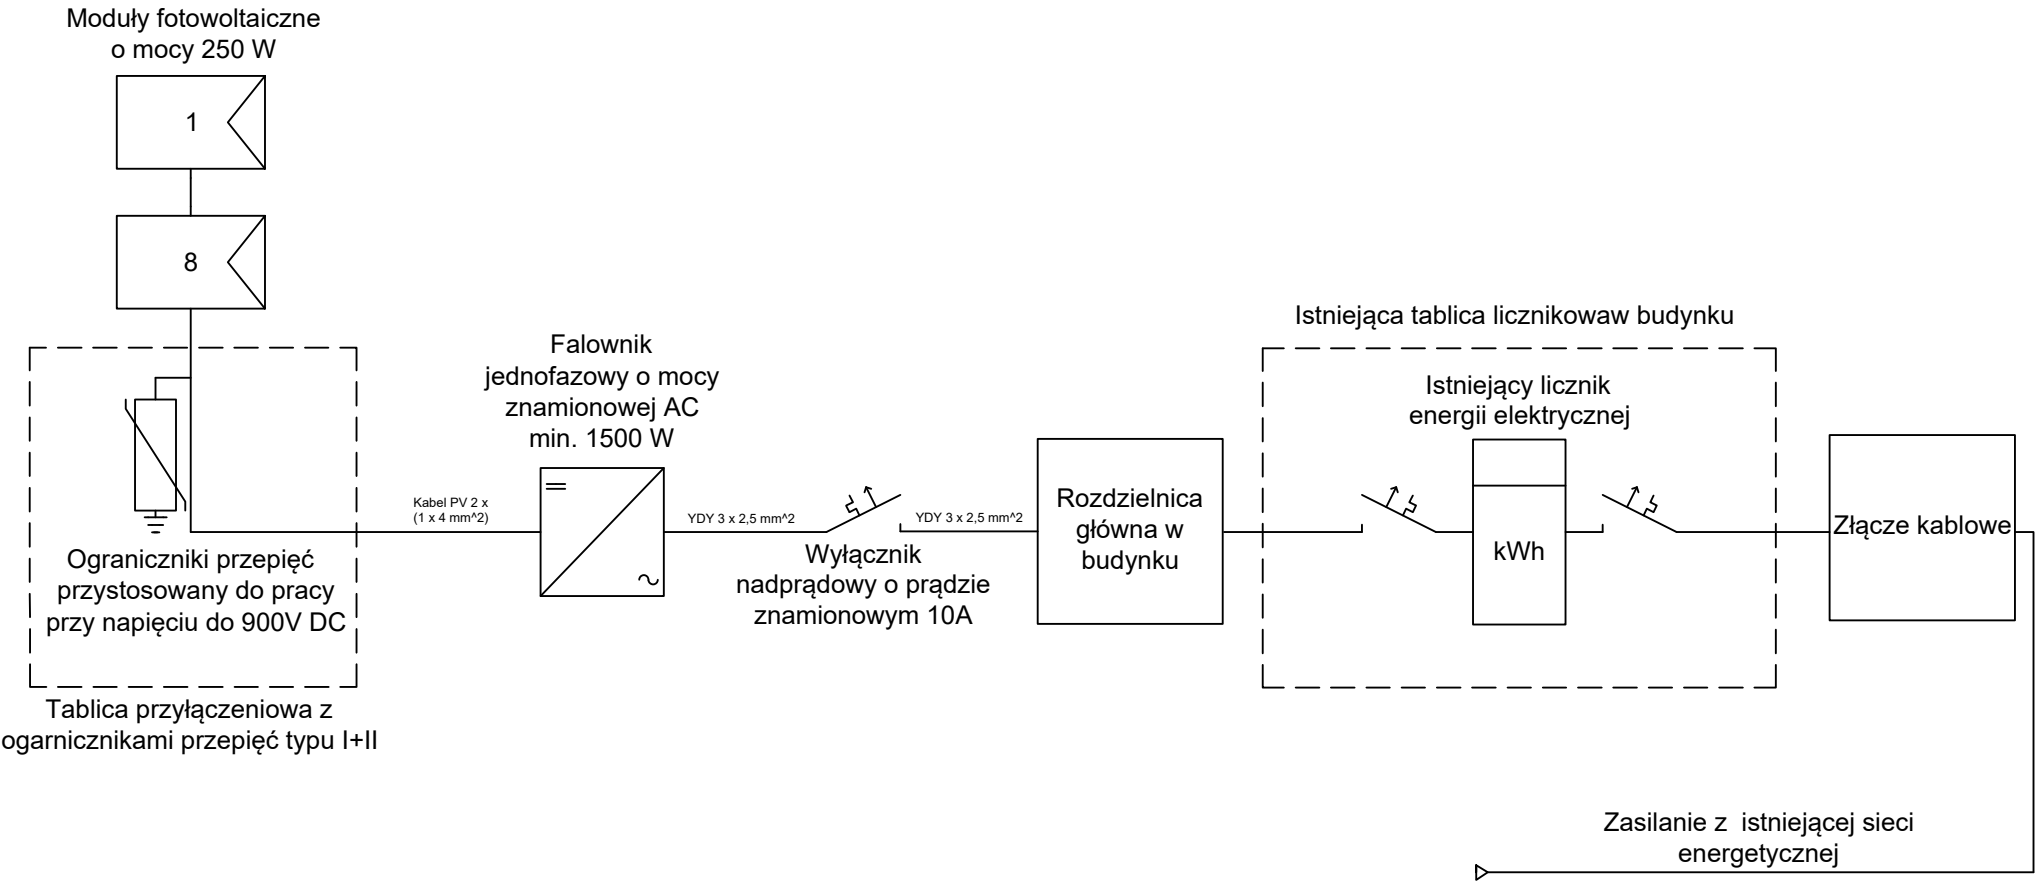 Moduły fotowoltaiczne
o mocy 250 W
1
8
Ograniczniki przepięć
przystosowany do pracy
przy napięciu do 900V DC
Tablica przyłączeniowa z
ogarnicznikami przepięć typu I+II
Kabel PV 2 x
(1 x 4 mm^2)
Falownik
jednofazowy o mocy
znamionowej AC
min. 1500 W
YDY 3 x 2,5 mm^2
Wyłącznik
nadprądowy o prądzie
znamionowym 10A
YDY 3 x 2,5 mm^2
Rozdzielnica
główna w
budynku
Istniejąca tablica licznikowaw budynku
Istniejący licznik
energii elektrycznej
kWh
Złącze kablowe
Zasilanie z istniejącej sieci
energetycznej